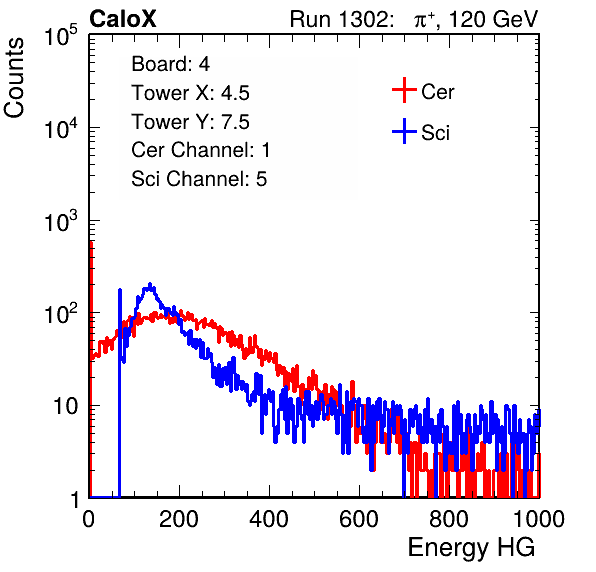 CaloX Run 1302: π⁺, 120 GeV
Counts
10⁵
10⁴
10³
10²
10
1
Board: 4
Tower X: 4.5
Tower Y: 7.5
Cer Channel: 1
Sci Channel: 5
Cer
Sci
0 200 400 600 800 1000
Energy HG